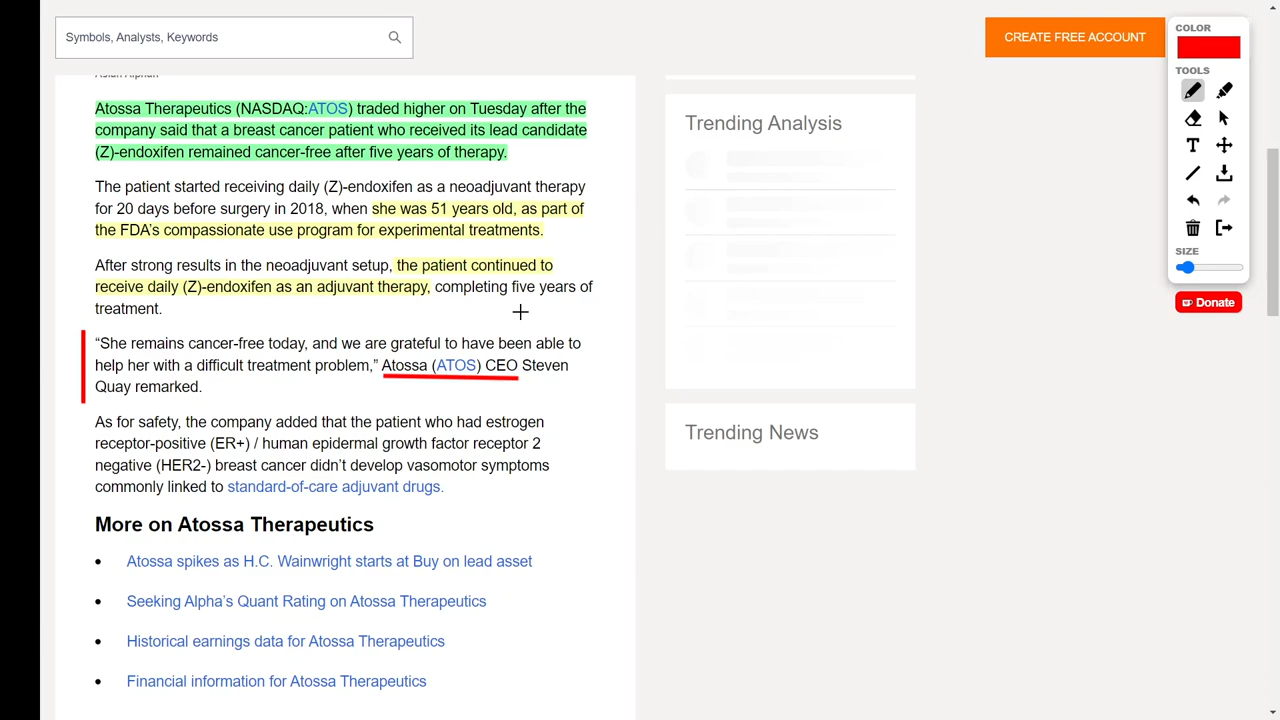 Symbols, Analysts, Keywords
CREATE FREE ACCOUNT
COLOR
TOOLS
SIZE
Donate
Atossa Therapeutics (NASDAQ:ATOS) traded higher on Tuesday after the
company said that a breast cancer patient who received its lead candidate
(Z)-endoxifen remained cancer-free after five years of therapy.
The patient started receiving daily (Z)-endoxifen as a neoadjuvant therapy
for 20 days before surgery in 2018, when she was 51 years old, as part of
the FDA’s compassionate use program for experimental treatments.
After strong results in the neoadjuvant setup, the patient continued to
receive daily (Z)-endoxifen as an adjuvant therapy, completing five years of
treatment.
“She remains cancer-free today, and we are grateful to have been able to
help her with a difficult treatment problem,” Atossa (ATOS) CEO Steven
Quay remarked.
As for safety, the company added that the patient who had estrogen
receptor-positive (ER+) / human epidermal growth factor receptor 2
negative (HER2-) breast cancer didn’t develop vasomotor symptoms
commonly linked to standard-of-care adjuvant drugs.
More on Atossa Therapeutics
Atossa spikes as H.C. Wainwright starts at Buy on lead asset
Seeking Alpha’s Quant Rating on Atossa Therapeutics
Historical earnings data for Atossa Therapeutics
Financial information for Atossa Therapeutics
Trending Analysis
Trending News